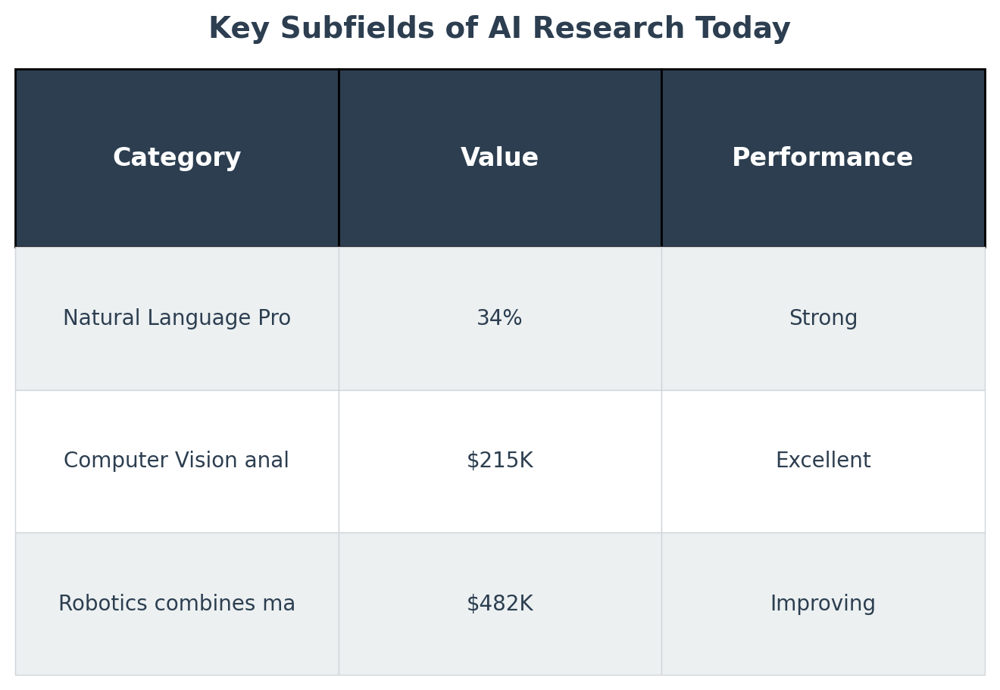 Key Subfields of AI Research Today
Category Value Performance
Natural Language Pro 34% Strong
Computer Vision anal $215K Excellent
Robotics combines ma $482K Improving